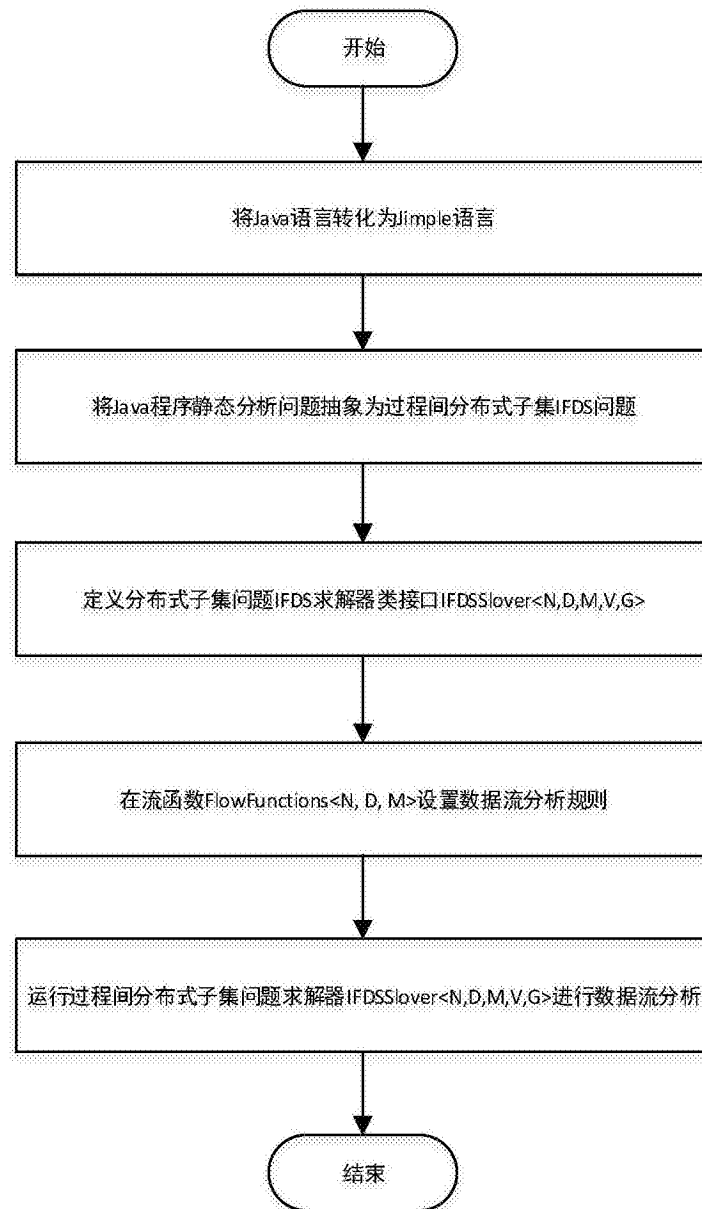 开始
将Java语言转化为Jimple语言
将Java程序静态分析问题抽象为过程间分布式子集IFDS问题
定义分布式子集问题IFDS求解器类接口IFDSSlover<N,D,M,V,G>
在流函数FlowFunctions<N, D, M>设置数据流分析规则
运行过程间分布式子集问题求解器IFDSSlover<N,D,M,V,G>进行数据流分析
结束